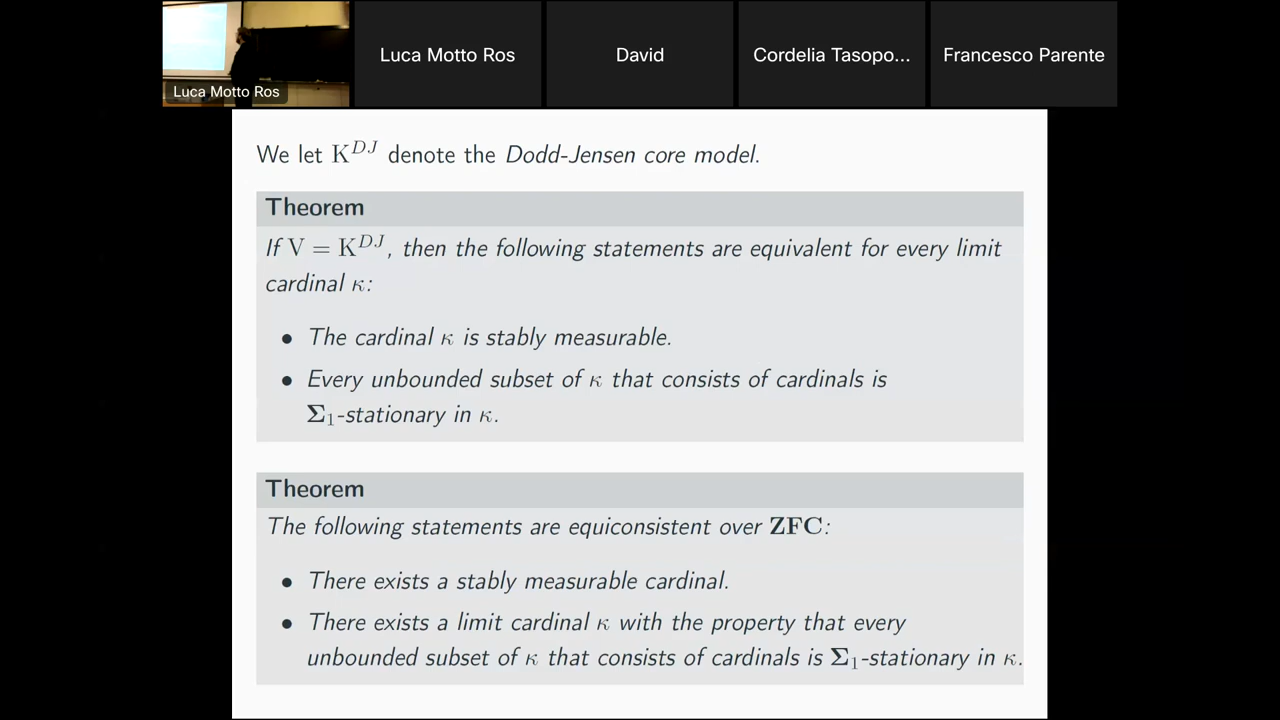 Luca Motto Ros
Luca Motto Ros
David
Cordelia Tasopo...
Francesco Parente
We let K^{DJ} denote the Dodd-Jensen core model.
Theorem
If V = K^{DJ}, then the following statements are equivalent for every limit
cardinal κ:
• The cardinal κ is stably measurable.
• Every unbounded subset of κ that consists of cardinals is
Σ₁-stationary in κ.
Theorem
The following statements are equiconsistent over ZFC:
• There exists a stably measurable cardinal.
• There exists a limit cardinal κ with the property that every
unbounded subset of κ that consists of cardinals is Σ₁-stationary in κ.